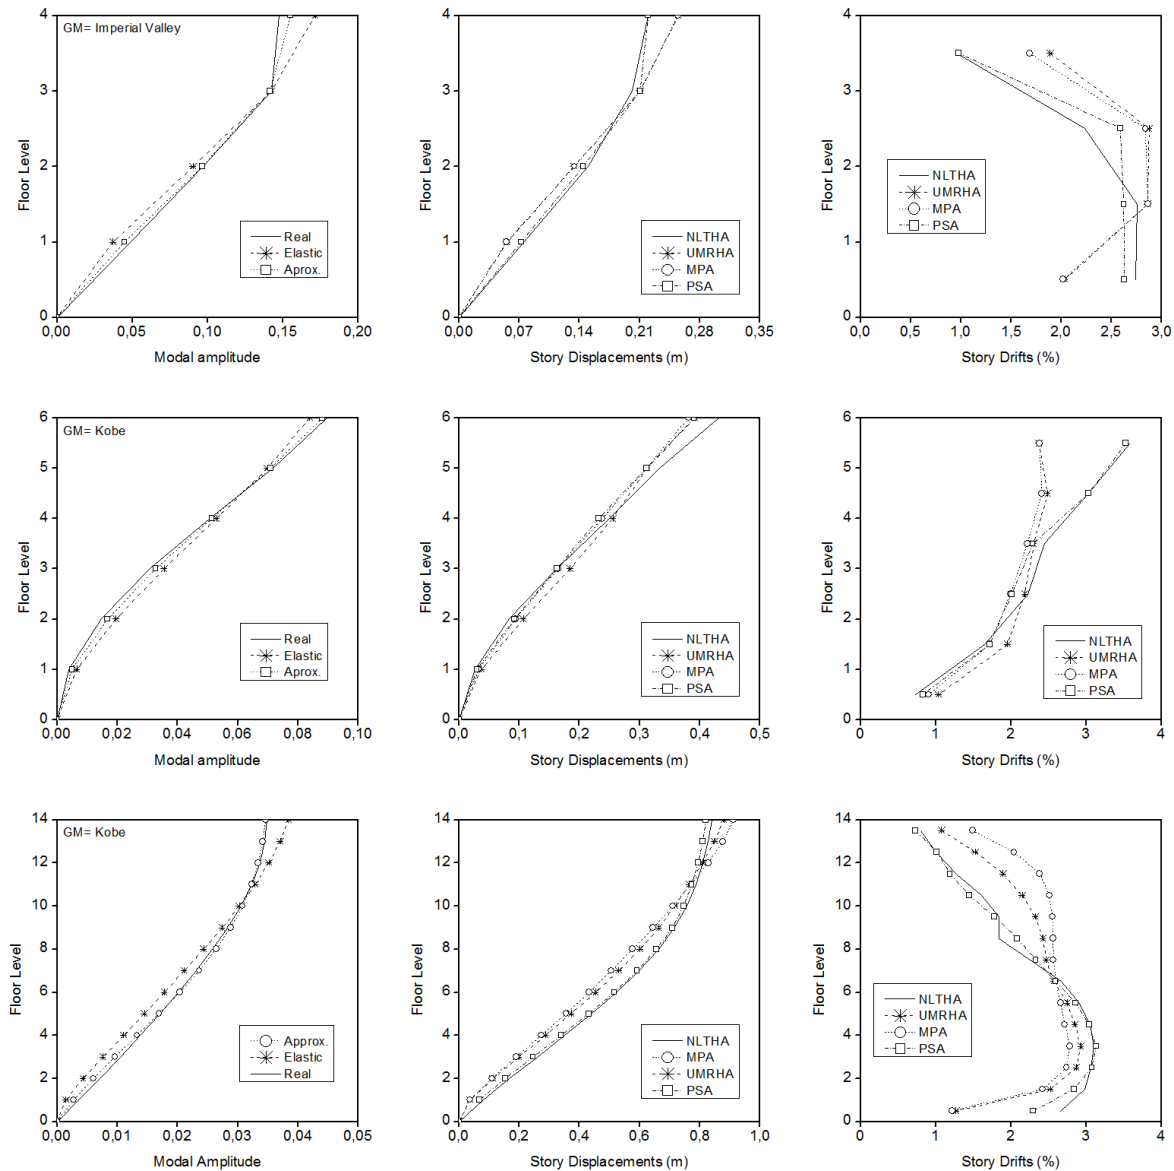 4
3
2
1
0
Floor Level
GM= Imperial Valley
Real
Elastic
Aprox.
0,00
0,05
0,10
0,15
0,20
Modal amplitude
4
3
2
1
0
Floor Level
NLTHA
UMRHA
MPA
PSA
0,00
0,07
0,14
0,21
0,28
0,35
Story Displacements (m)
4
3
2
1
0
Floor Level
NLTHA
UMRHA
MPA
PSA
0,0
0,5
1,0
1,5
2,0
2,5
3,0
Story Drifts (%)
6
5
4
3
2
1
0
Floor Level
GM= Kobe
Real
Elastic
Aprox.
0,00
0,02
0,04
0,06
0,08
0,10
Modal amplitude
6
5
4
3
2
1
0
Floor Level
NLTHA
UMRHA
MPA
PSA
0,0
0,1
0,2
0,3
0,4
0,5
Story Displacements (m)
6
5
4
3
2
1
0
Floor Level
NLTHA
UMRHA
MPA
PSA
0
1
2
3
4
Story Drifts (%)
14
12
10
8
6
4
2
0
Floor Level
GM= Kobe
Approx.
Elastic
Real
0,00
0,01
0,02
0,03
0,04
0,05
Modal Amplitude
14
12
10
8
6
4
2
0
Floor Level
NLTHA
MPA
UMRHA
PSA
0,0
0,2
0,4
0,6
0,8
1,0
Story Displacements (m)
14
12
10
8
6
4
2
0
Floor Level
NLTHA
UMRHA
MPA
PSA
0
1
2
3
4
Story Drifts (%)